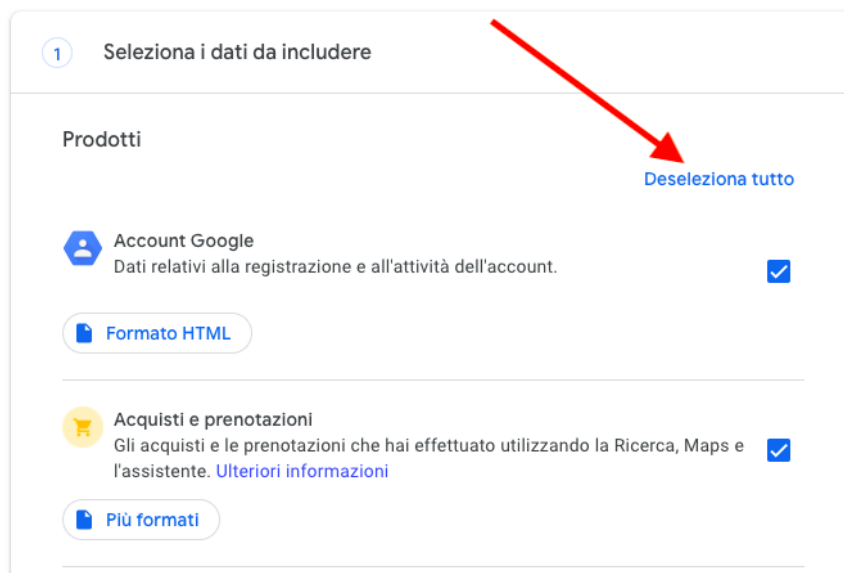 1
Seleziona i dati da includere
Prodotti
Deseleziona tutto
Account Google
Dati relativi alla registrazione e all'attività dell'account.
Formato HTML
Acquisti e prenotazioni
Gli acquisti e le prenotazioni che hai effettuato utilizzando la Ricerca, Maps e
l'assistente. Ulteriori informazioni
Più formati